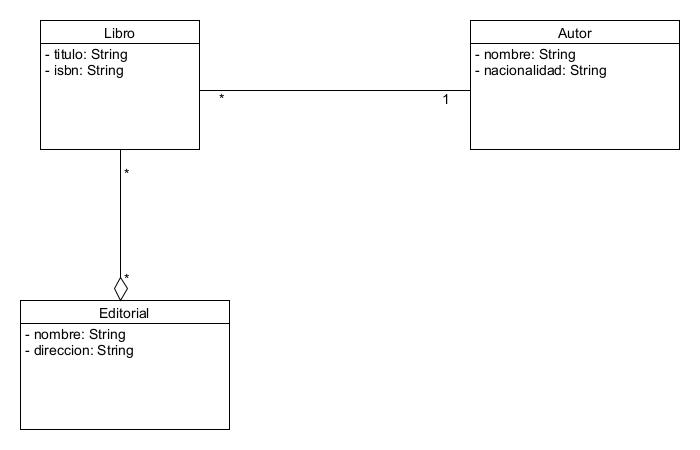 Libro
- titulo: String
- isbn: String
Autor
- nombre: String
- nacionalidad: String
*
1
*
*
Editorial
- nombre: String
- direccion: String